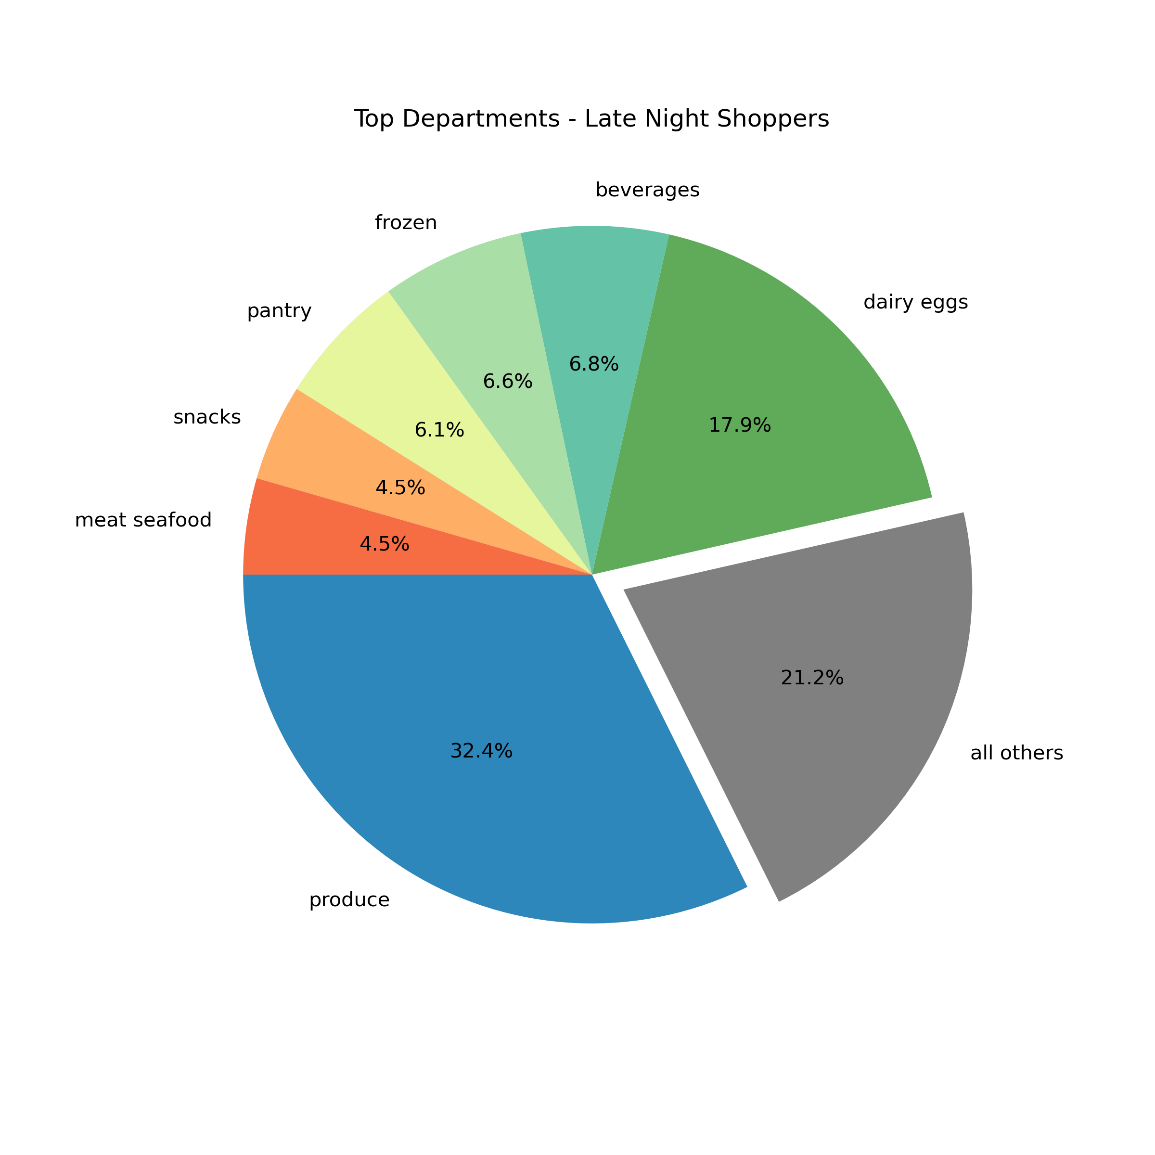 Top Departments - Late Night Shoppers
beverages
frozen
dairy eggs
pantry
6.8%
6.6%
snacks
17.9%
6.1%
4.5%
meat seafood
4.5%
21.2%
32.4%
all others
produce